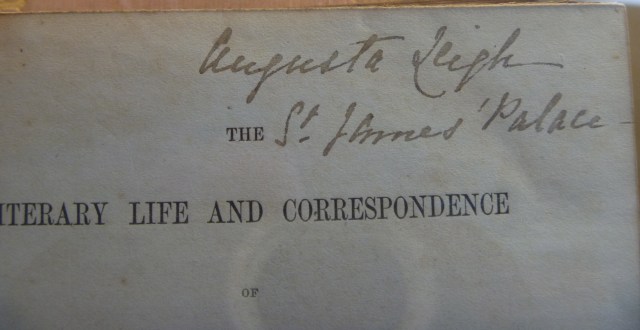 Augusta Leigh
THE St. James' Palace
ITERARY LIFE AND CORRESPONDENCE
OF